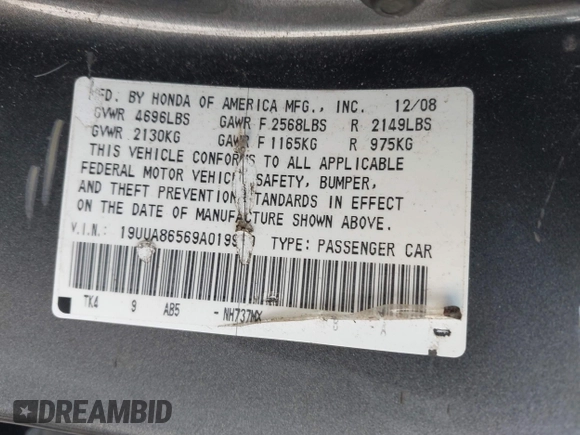 MFD. BY HONDA OF AMERICA MFG., INC. 12/08
GVWR 4696LBS GAWR F 2568LBS R 2149LBS
GVWR 2130KG GAWR F 1165KG R 975KG
THIS VEHICLE CONFORMS TO ALL APPLICABLE
FEDERAL MOTOR VEHICLE SAFETY, BUMPER,
AND THEFT PREVENTION STANDARDS IN EFFECT
ON THE DATE OF MANUFACTURE SHOWN ABOVE.
V.I.N.: TYPE: PASSENGER CAR
TK4 9 AB5 -NH737MX
DREAMBID